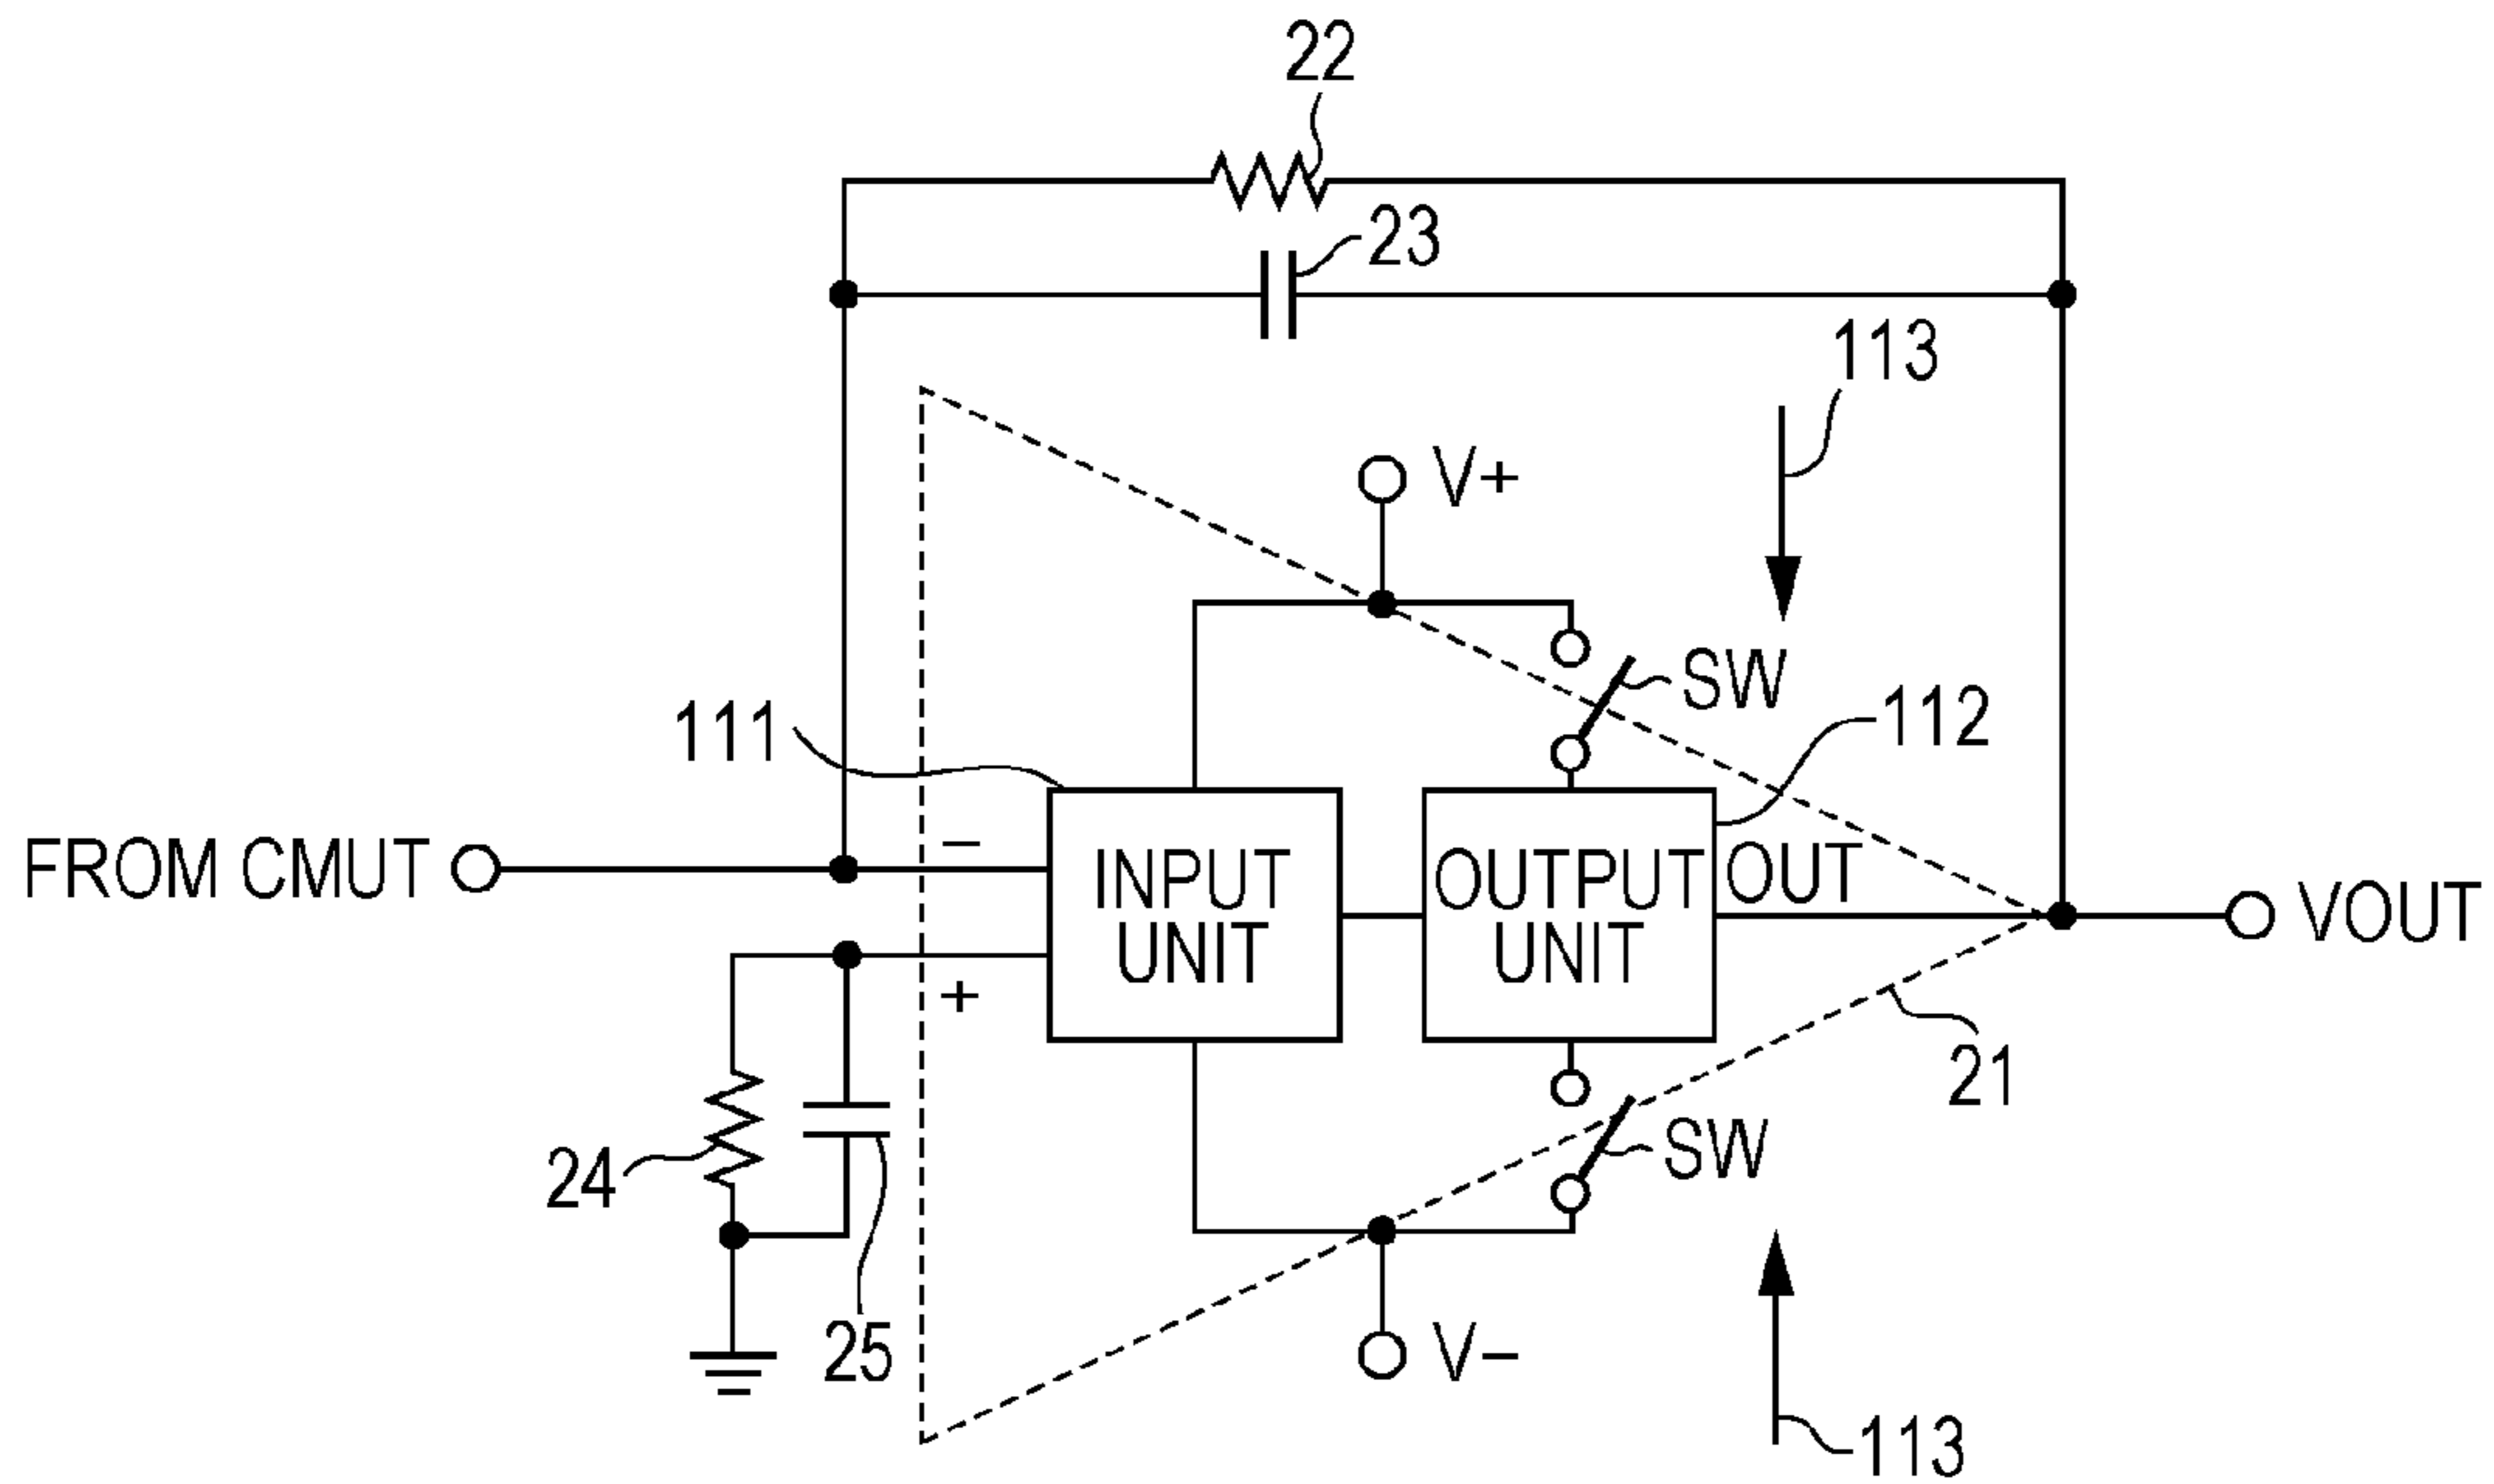 22
23
113
V+
SW
111
112
FROM CMUT
−
INPUT
UNIT
OUTPUT
UNIT
OUT
VOUT
+
21
SW
24
25
V−
113